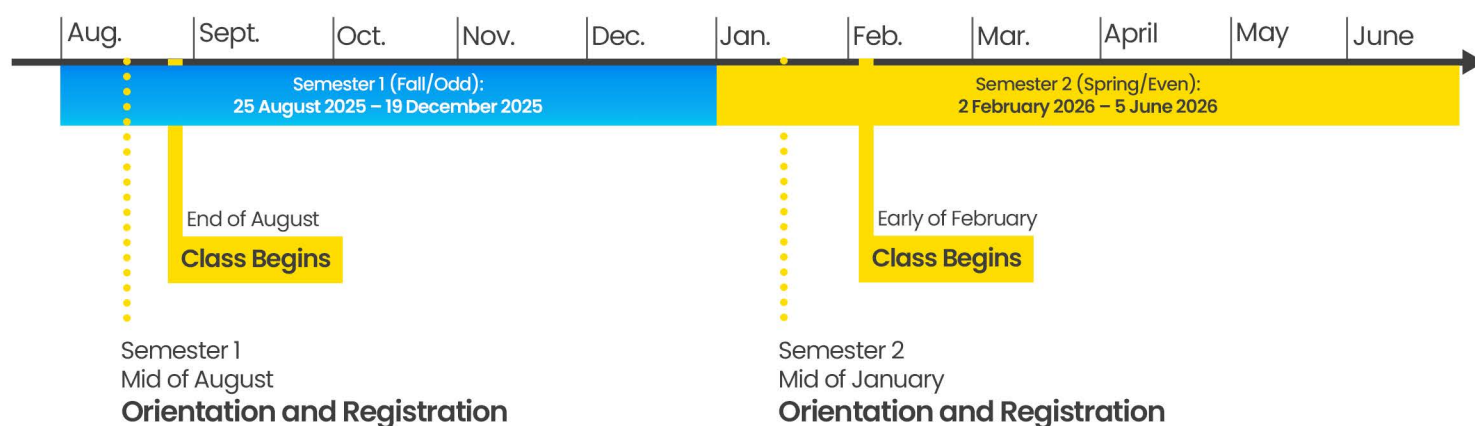 Aug.
Sept.
Oct.
Nov.
Dec.
Jan.
Feb.
Mar.
April
May
June
Semester 1 (Fall/Odd):
25 August 2025 – 19 December 2025
Semester 2 (Spring/Even):
2 February 2026 – 5 June 2026
End of August
Class Begins
Early of February
Class Begins
Semester 1
Mid of August
Orientation and Registration
Semester 2
Mid of January
Orientation and Registration